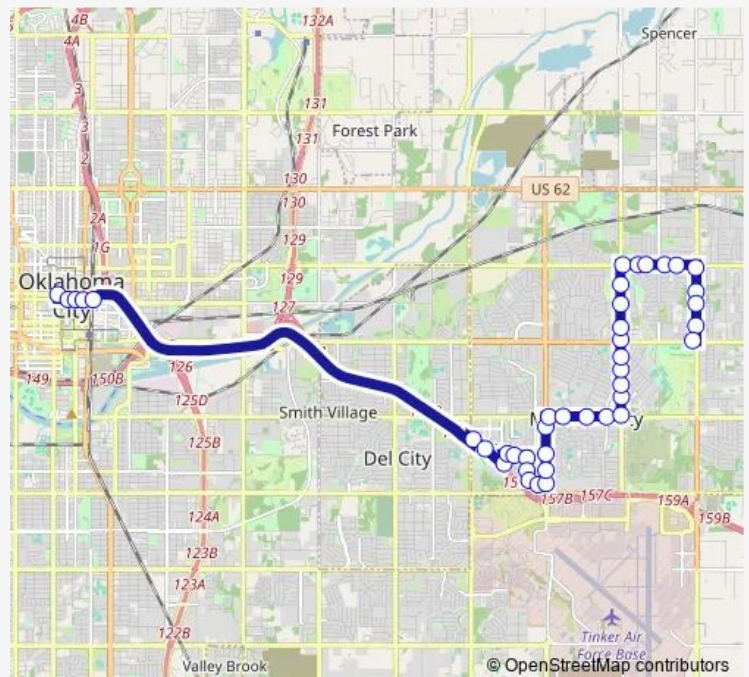 4B
132A
Spencer
4A
3
131
3
Forest Park
131
2
130
US 62
130
2A
129
1G
Oklahoma
City
129
127
126
149
150B
125D
Smith Village
125B
Del City
157B
157C
159A
159B
124A
123B
123A
Tinker Air
Force Base
122B
Valley Brook
© OpenStreetMap contributors